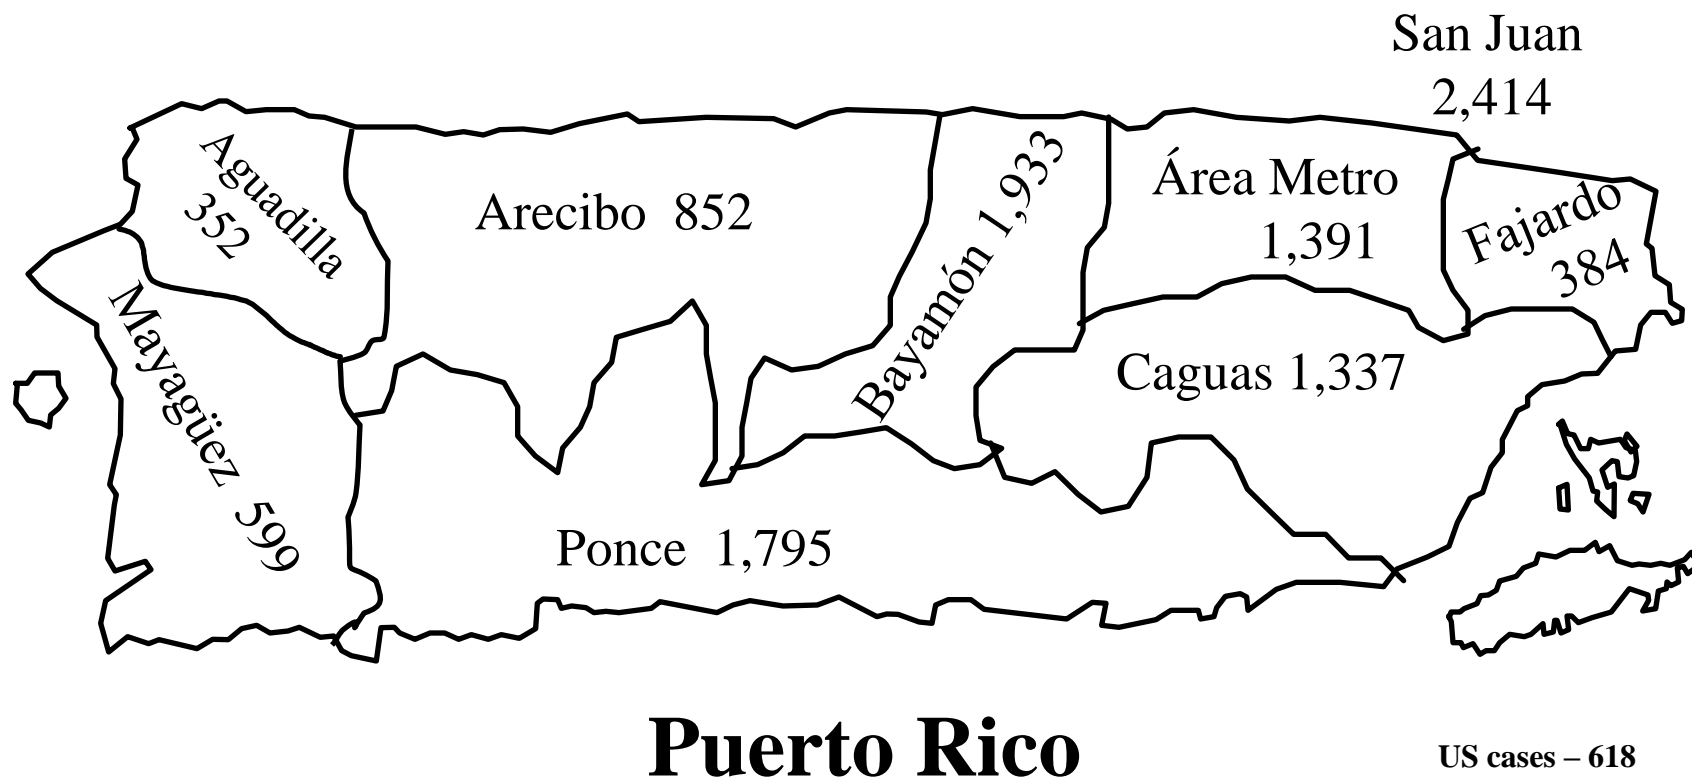 San Juan
2,414
Aguadilla
352
Arecibo 852
Bayamón 1,933
Área Metro
1,391
Fajardo
384
Mayagüez 599
Caguas 1,337
Ponce 1,795
Puerto Rico
US cases – 618